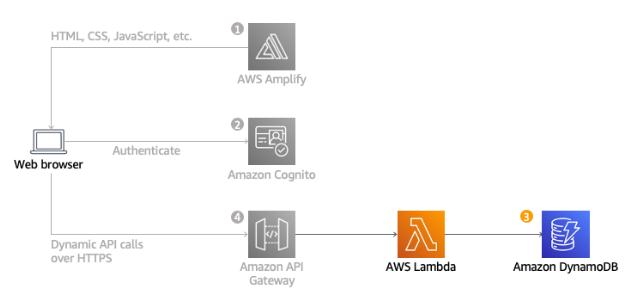 HTML, CSS, JavaScript, etc.
1
AWS Amplify
2
Web browser
Authenticate
Amazon Cognito
4
3
Dynamic API calls
over HTTPS
</>
Amazon API
Gateway
AWS Lambda
Amazon DynamoDB